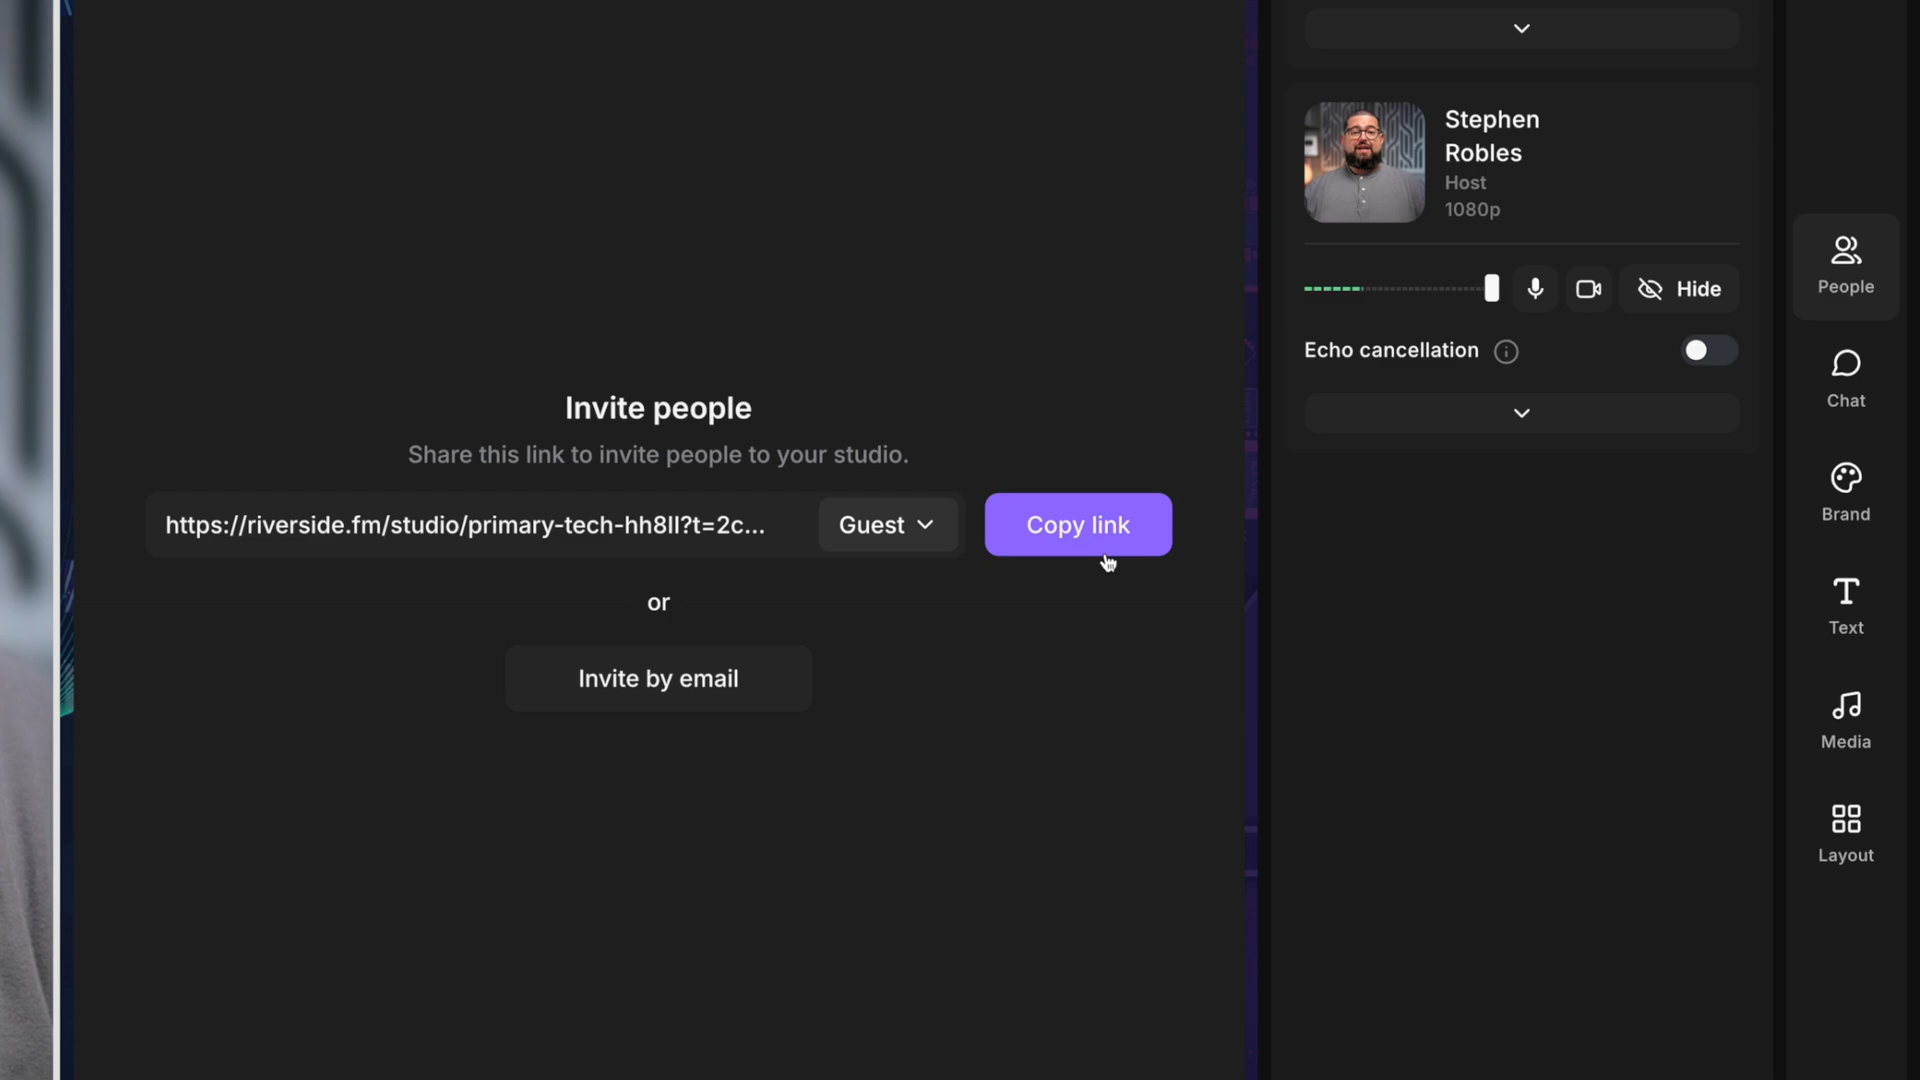 Invite people
Share this link to invite people to your studio.
https://riverside.fm/studio/primary-tech-hh8ll?t=2c...
Guest
Copy link
or
Invite by email
Stephen
Robles
Host
1080p
Hide
Echo cancellation
People
Chat
Brand
Text
Media
Layout